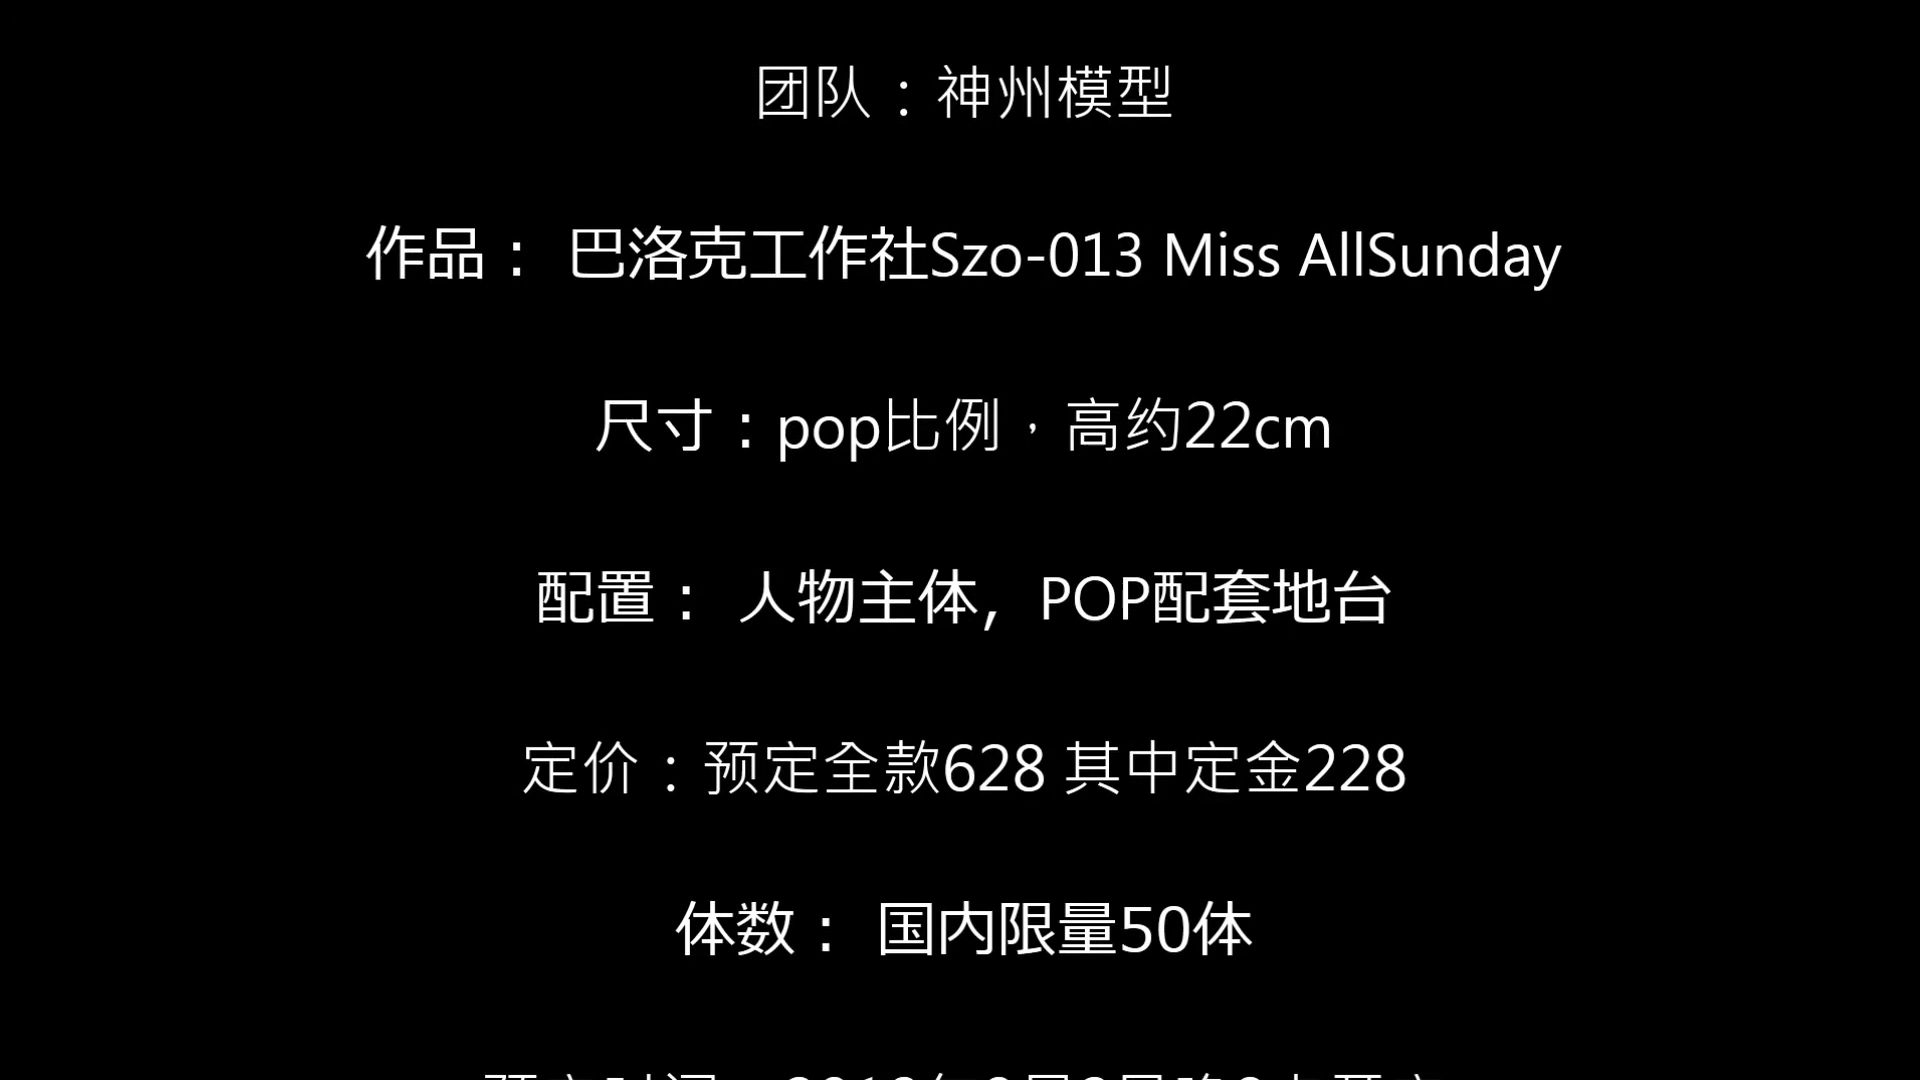 团队：神州模型
作品： 巴洛克工作社Szo-013 Miss AllSunday
尺寸：pop比例，高约22cm
配置： 人物主体，POP配套地台
定价：预定全款628 其中定金228
体数： 国内限量50体